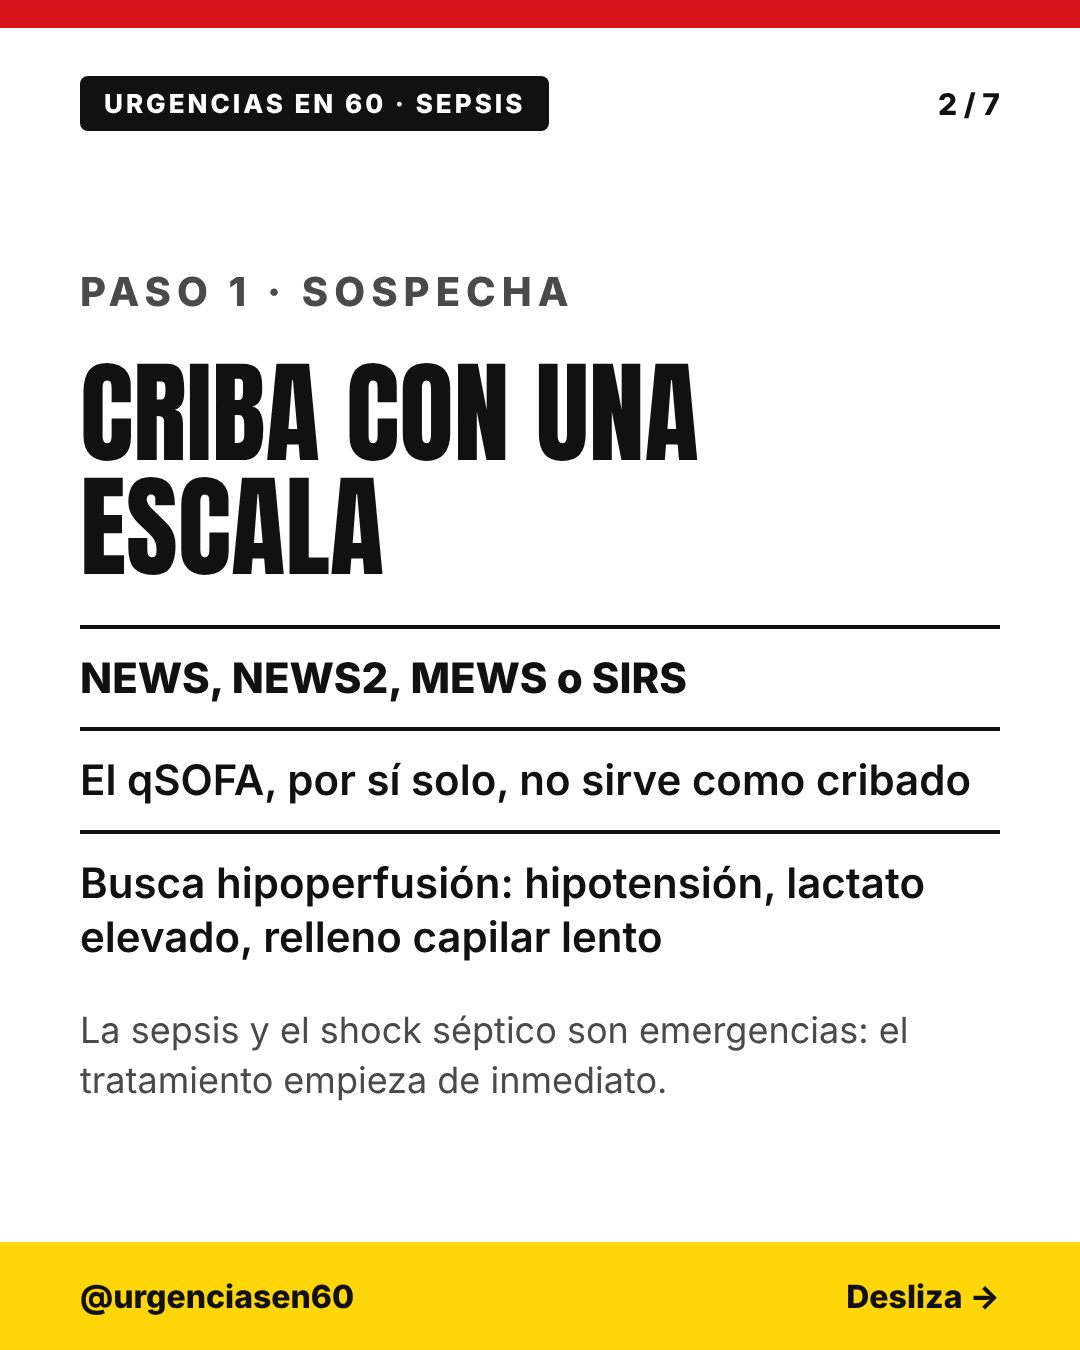 URGENCIAS EN 60 · SEPSIS
2 / 7
PASO 1 · SOSPECHA
CRIBA CON UNA
ESCALA
NEWS, NEWS2, MEWS o SIRS
El qSOFA, por sí solo, no sirve como cribado
Busca hipoperfusión: hipotensión, lactato
elevado, relleno capilar lento
La sepsis y el shock séptico son emergencias: el
tratamiento empieza de inmediato.
@urgenciasen60
Desliza →